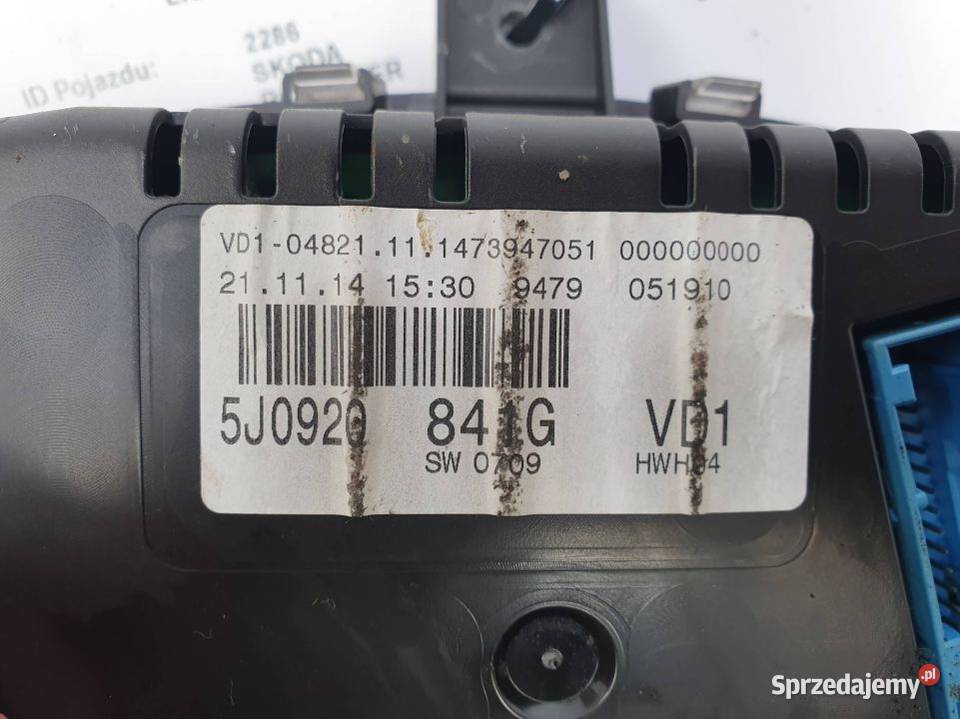 2286
ID Pojazdu: SKODA
VD1-04821.11.1473947051 000000000
21.11.14 15:30 9479 051910
5J0920 841G VD1
SW 0709 HWH04
Sprzedajemy.pl